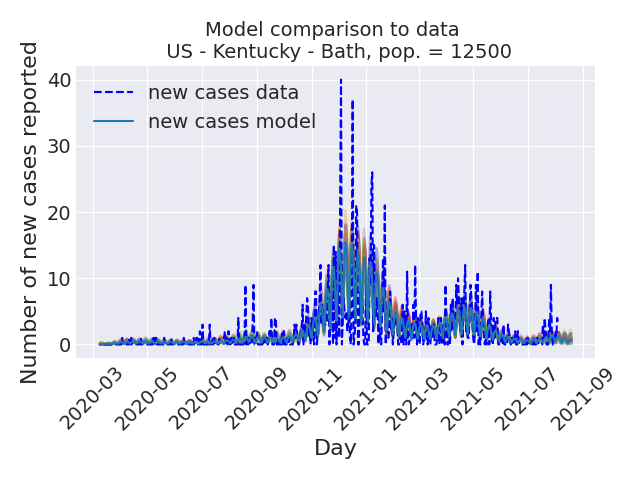 Model comparison to data
US - Kentucky - Bath, pop. = 12500
Number of new cases reported
40
30
20
10
0
new cases data
new cases model
2020-03
2020-05
2020-07
2020-09
2020-11
2021-01
2021-03
2021-05
2021-07
2021-09
Day